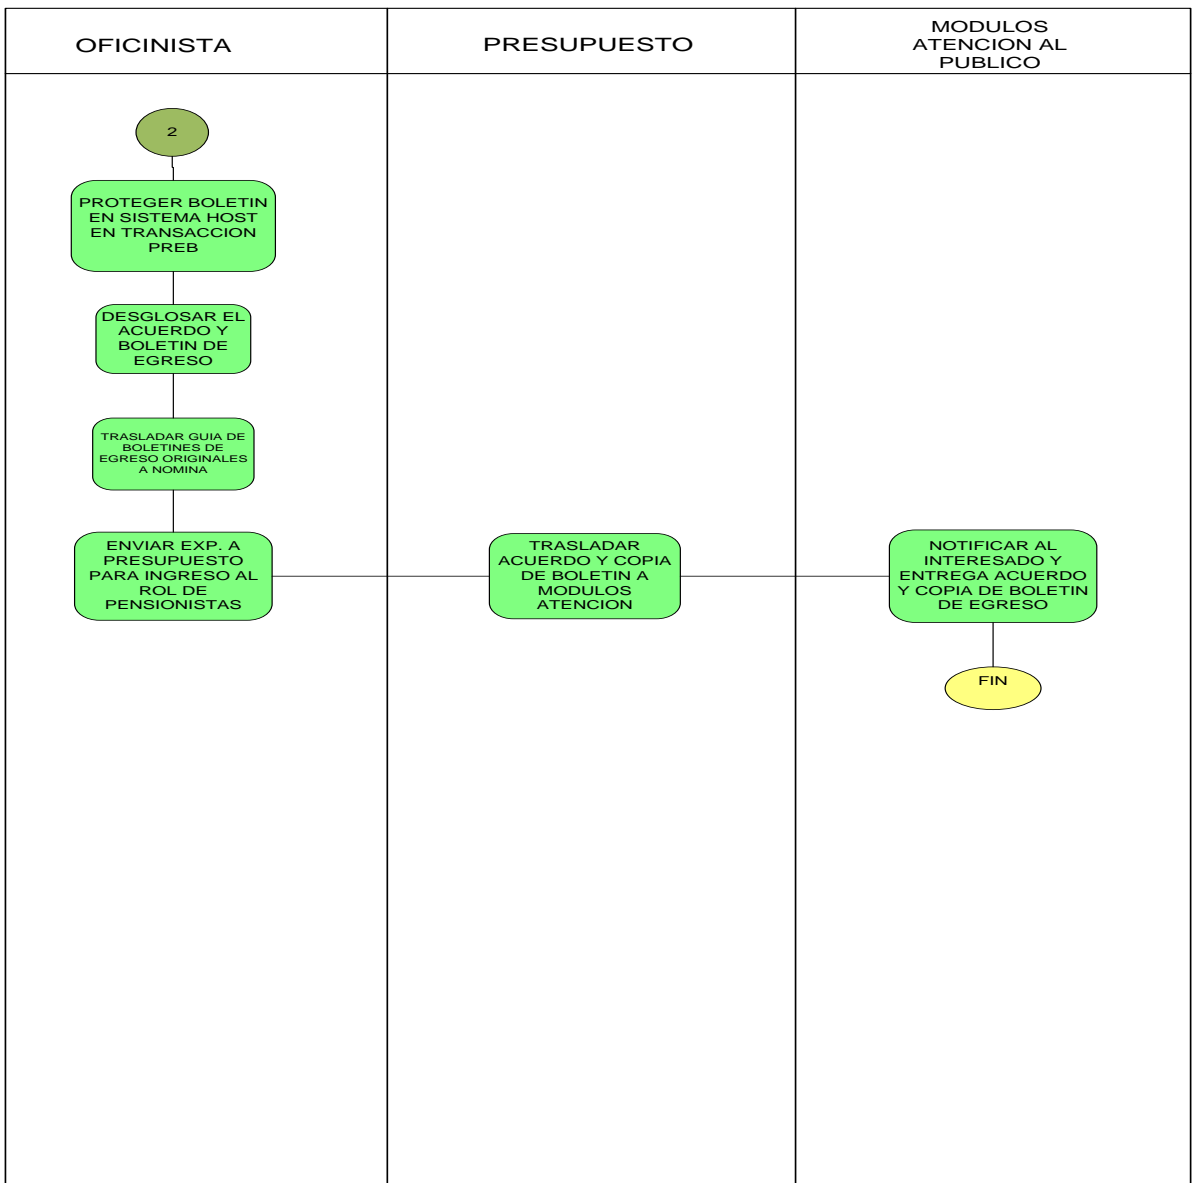 OFICINISTA
PRESUPUESTO
MODULOS
ATENCION AL
PUBLICO
2
PROTEGER BOLETIN
EN SISTEMA HOST
EN TRANSACCION
PREB
DESGLOSAR EL
ACUERDO Y
BOLETIN DE
EGRESO
TRASLADAR GUIA DE
BOLETINES DE
EGRESO ORIGINALES
A NOMINA
ENVIAR EXP. A
PRESUPUESTO
PARA INGRESO AL
ROL DE
PENSIONISTAS
TRASLADAR
ACUERDO Y COPIA
DE BOLETIN A
MODULOS
ATENCION
NOTIFICAR AL
INTERESADO Y
ENTREGA ACUERDO
Y COPIA DE BOLETIN
DE EGRESO
FIN